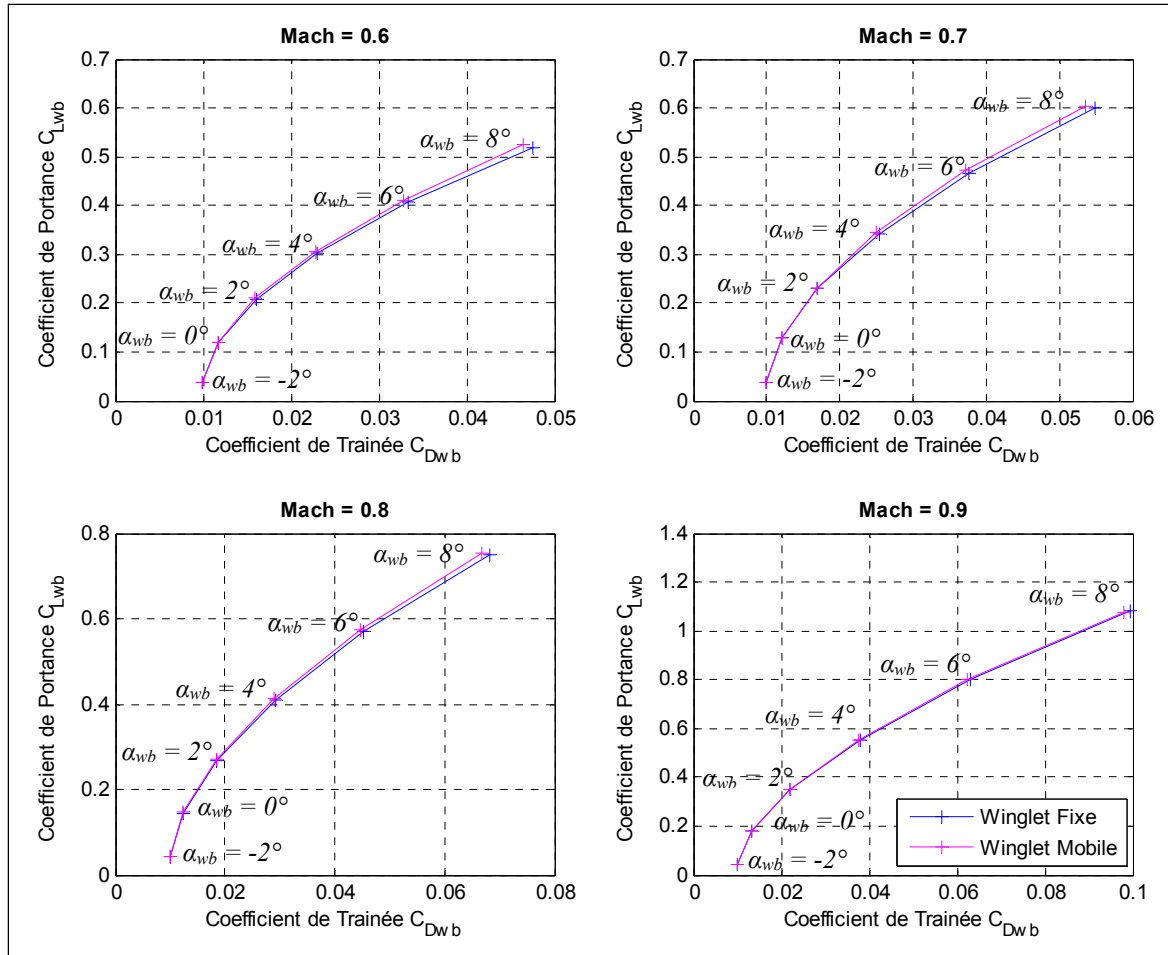 Mach = 0.6
0.7
0.6
0.5
0.4
0.3
0.2
0.1
0
Coefficient de Portance C_Lwb
α_wb = 8°
α_wb = 6°
α_wb = 4°
α_wb = 2°
α_wb = 0°
α_wb = -2°
0 0.01 0.02 0.03 0.04 0.05
Coefficient de Trainée C_Dwb
Mach = 0.7
0.7
0.6
0.5
0.4
0.3
0.2
0.1
0
Coefficient de Portance C_Lwb
α_wb = 8°
α_wb = 6°
α_wb = 4°
α_wb = 2°
α_wb = 0°
α_wb = -2°
0 0.01 0.02 0.03 0.04 0.05 0.06
Coefficient de Trainée C_Dwb
Mach = 0.8
0.8
0.6
0.4
0.2
0
Coefficient de Portance C_Lwb
α_wb = 8°
α_wb = 6°
α_wb = 4°
α_wb = 2°
α_wb = 0°
α_wb = -2°
0 0.02 0.04 0.06 0.08
Coefficient de Trainée C_Dwb
Mach = 0.9
1.4
1.2
1
0.8
0.6
0.4
0.2
0
Coefficient de Portance C_Lwb
α_wb = 8°
α_wb = 6°
α_wb = 4°
α_wb = 2°
α_wb = 0°
α_wb = -2°
Winglet Fixe
Winglet Mobile
0 0.02 0.04 0.06 0.08 0.1
Coefficient de Trainée C_Dwb